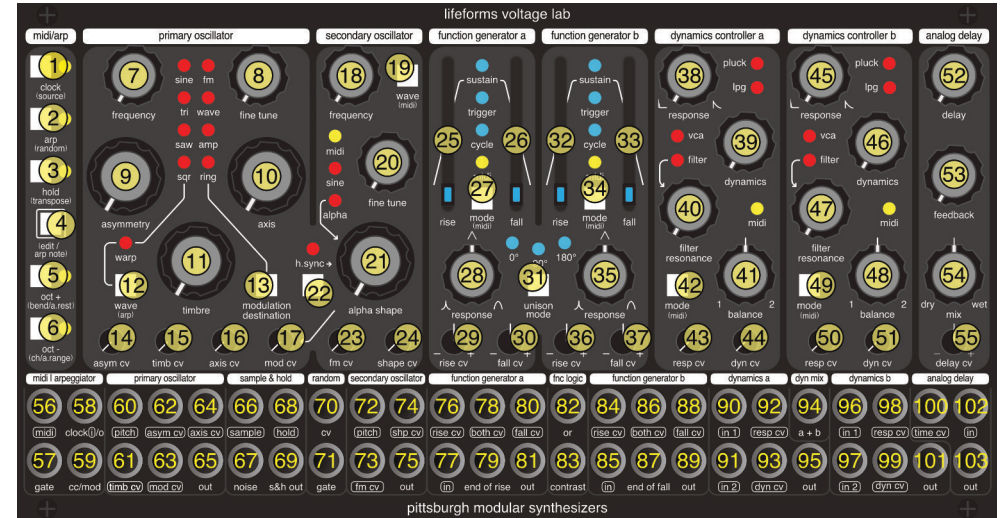 lifeforms voltage lab
midi/arp primary oscillator secondary oscillator function generator a function generator b dynamics controller a dynamics controller b analog delay
1 7 8 18 19 38 pluck 45 pluck 52
sine fm sustain sustain
clock (source) frequency fine tune frequency wave (midi) lpg lpg delay
2 tri wave trigger trigger response response
arp (random) saw amp midi 25 cycle 26 32 cycle 33 vca 39 vca 46
3 9 sqr ring 10 sine 20 27 34 filter dynamics filter dynamics 53
hold (transpose) alpha fine tune rise mode (midi) fall rise mode (midi) fall 40 midi 47 midi feedback
4 asymmetry axis
(edit / arp note) warp 11 h.sync 21 0° 180° filter resonance filter resonance
5 12 13 22 28 31 35 42 41 49 48 54
oct + (bend/a.rest) wave (arp) timbre modulation destination alpha shape response unison mode response mode (midi) 1 2 balance mode (midi) 1 2 balance dry wet mix
6 14 15 16 17 23 24 29 30 36 37 43 44 50 51 55
oct - (ch/a.range) asym cv timb cv axis cv mod cv fm cv shape cv − rise cv + − fall cv + − rise cv + − fall cv + resp cv dyn cv resp cv dyn cv − delay cv +
midi | arpeggiator primary oscillator sample & hold random secondary oscillator function generator a fnc logic function generator b dynamics a dyn mix dynamics b analog delay
56 58 60 62 64 66 68 70 72 74 76 78 80 82 84 86 88 90 92 94 96 98 100 102
midi clock(i)/o pitch asym cv axis cv sample hold cv pitch shp cv rise cv both cv fall cv or rise cv both cv fall cv in 1 resp cv a + b in 1 resp cv time cv in
57 59 61 63 65 67 69 71 73 75 77 79 81 83 85 87 89 91 93 95 97 99 101 103
gate cc/mod timb cv mod cv out noise s&h out gate fm cv out in end of rise out contrast in end of fall out in 2 dyn cv out in 2 dyn cv out out
pittsburgh modular synthesizers